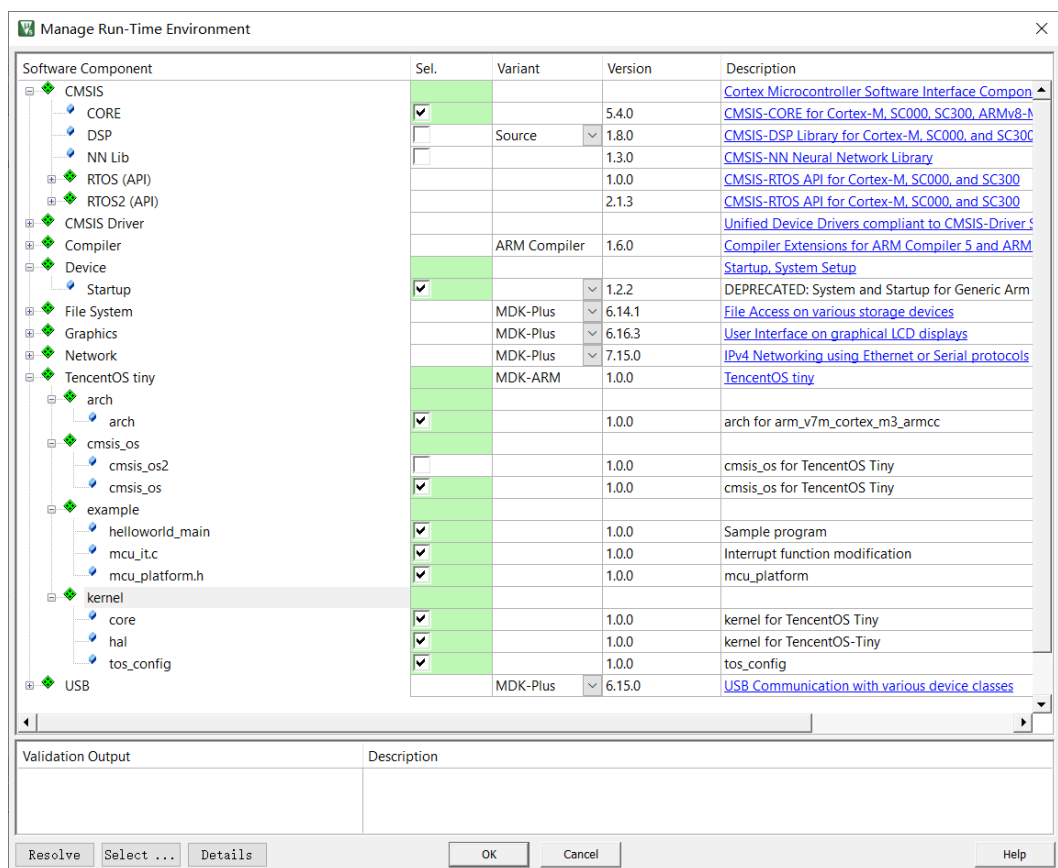 Manage Run-Time Environment
Software Component Sel. Variant Version Description
CMSIS Cortex Microcontroller Software Interface Compon
CORE 5.4.0 CMSIS-CORE for Cortex-M, SC000, SC300, ARMv8-M
DSP Source 1.8.0 CMSIS-DSP Library for Cortex-M, SC000, and SC300
NN Lib 1.3.0 CMSIS-NN Neural Network Library
RTOS (API) 1.0.0 CMSIS-RTOS API for Cortex-M, SC000, and SC300
RTOS2 (API) 2.1.3 CMSIS-RTOS API for Cortex-M, SC000, and SC300
CMSIS Driver Unified Device Drivers compliant to CMSIS-Driver S
Compiler ARM Compiler 1.6.0 Compiler Extensions for ARM Compiler 5 and ARM
Device Startup, System Setup
Startup 1.2.2 DEPRECATED: System and Startup for Generic Arm
File System MDK-Plus 6.14.1 File Access on various storage devices
Graphics MDK-Plus 6.16.3 User Interface on graphical LCD displays
Network MDK-Plus 7.15.0 IPv4 Networking using Ethernet or Serial protocols
TencentOS tiny MDK-ARM 1.0.0 TencentOS tiny
arch
arch 1.0.0 arch for arm_v7m_cortex_m3_armcc
cmsis_os
cmsis_os2 1.0.0 cmsis_os for TencentOS Tiny
cmsis_os 1.0.0 cmsis_os for TencentOS Tiny
example
helloworld_main 1.0.0 Sample program
mcu_it.c 1.0.0 Interrupt function modification
mcu_platform.h 1.0.0 mcu_platform
kernel
core 1.0.0 kernel for TencentOS Tiny
hal 1.0.0 kernel for TencentOS-Tiny
tos_config 1.0.0 tos_config
USB MDK-Plus 6.15.0 USB Communication with various device classes
Validation Output Description
Resolve Select ... Details OK Cancel Help